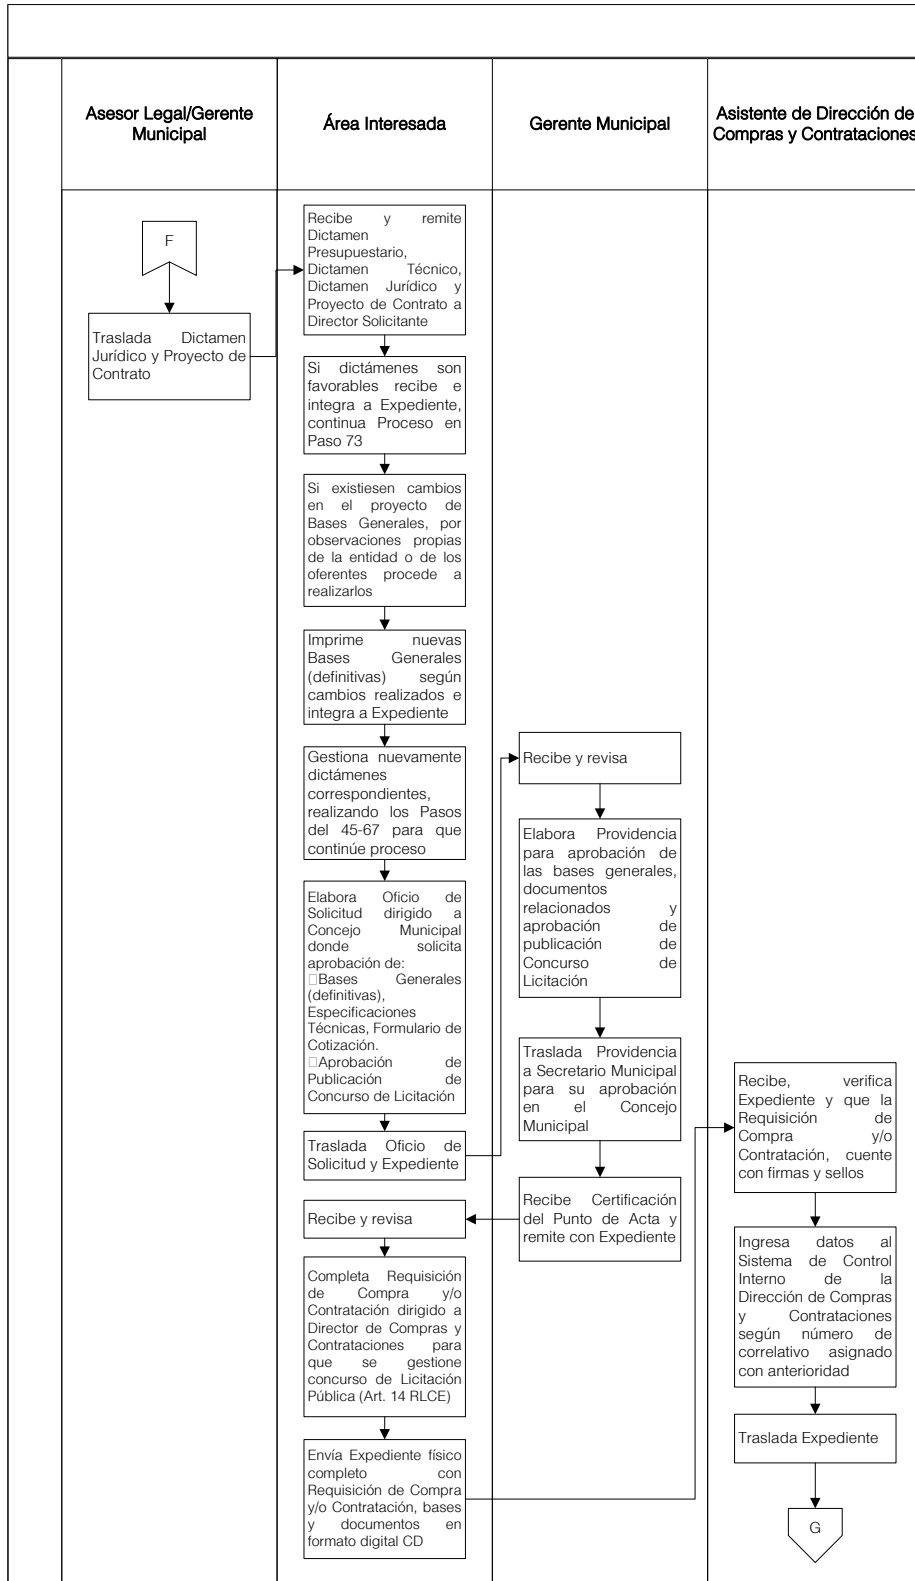 Asesor Legal/Gerente
Municipal
Área Interesada
Gerente Municipal
Asistente de Dirección de
Compras y Contrataciones
F
Traslada Dictamen
Jurídico y Proyecto de
Contrato
Recibe y remite
Dictamen
Presupuestario,
Dictamen Técnico,
Dictamen Jurídico y
Proyecto de Contrato a
Director Solicitante
Si dictámenes son
favorables recibe e
integra a Expediente,
continua Proceso en
Paso 73
Si existiesen cambios
en el proyecto de
Bases Generales, por
observaciones propias
de la entidad o de los
oferentes procede a
realizarlos
Imprime nuevas
Bases Generales
(definitivas) según
cambios realizados e
integra a Expediente
Gestiona nuevamente
dictámenes
correspondientes,
realizando los Pasos
del 45-67 para que
continúe proceso
Elabora Oficio de
Solicitud dirigido a
Concejo Municipal
donde solicita
aprobación de:
□Bases Generales
(definitivas),
Especificaciones
Técnicas, Formulario de
Cotización.
□Aprobación de
Publicación de
Concurso de Licitación
Traslada Oficio de
Solicitud y Expediente
Recibe y revisa
Elabora Providencia
para aprobación de
las bases generales,
documentos
relacionados y
aprobación de
publicación de
Concurso de
Licitación
Traslada Providencia
a Secretario Municipal
para su aprobación
en el Concejo
Municipal
Recibe Certificación
del Punto de Acta y
remite con Expediente
Recibe y revisa
Completa Requisición
de Compra y/o
Contratación dirigido a
Director de Compras y
Contrataciones para
que se gestione
concurso de Licitación
Pública (Art. 14 RLCE)
Envía Expediente físico
completo con
Requisición de Compra
y/o Contratación, bases
y documentos en
formato digital CD
Recibe, verifica
Expediente y que la
Requisición de
Compra y/o
Contratación, cuente
con firmas y sellos
Ingresa datos al
Sistema de Control
Interno de la
Dirección de Compras
y Contrataciones
según número de
correlativo asignado
con anterioridad
Traslada Expediente
G